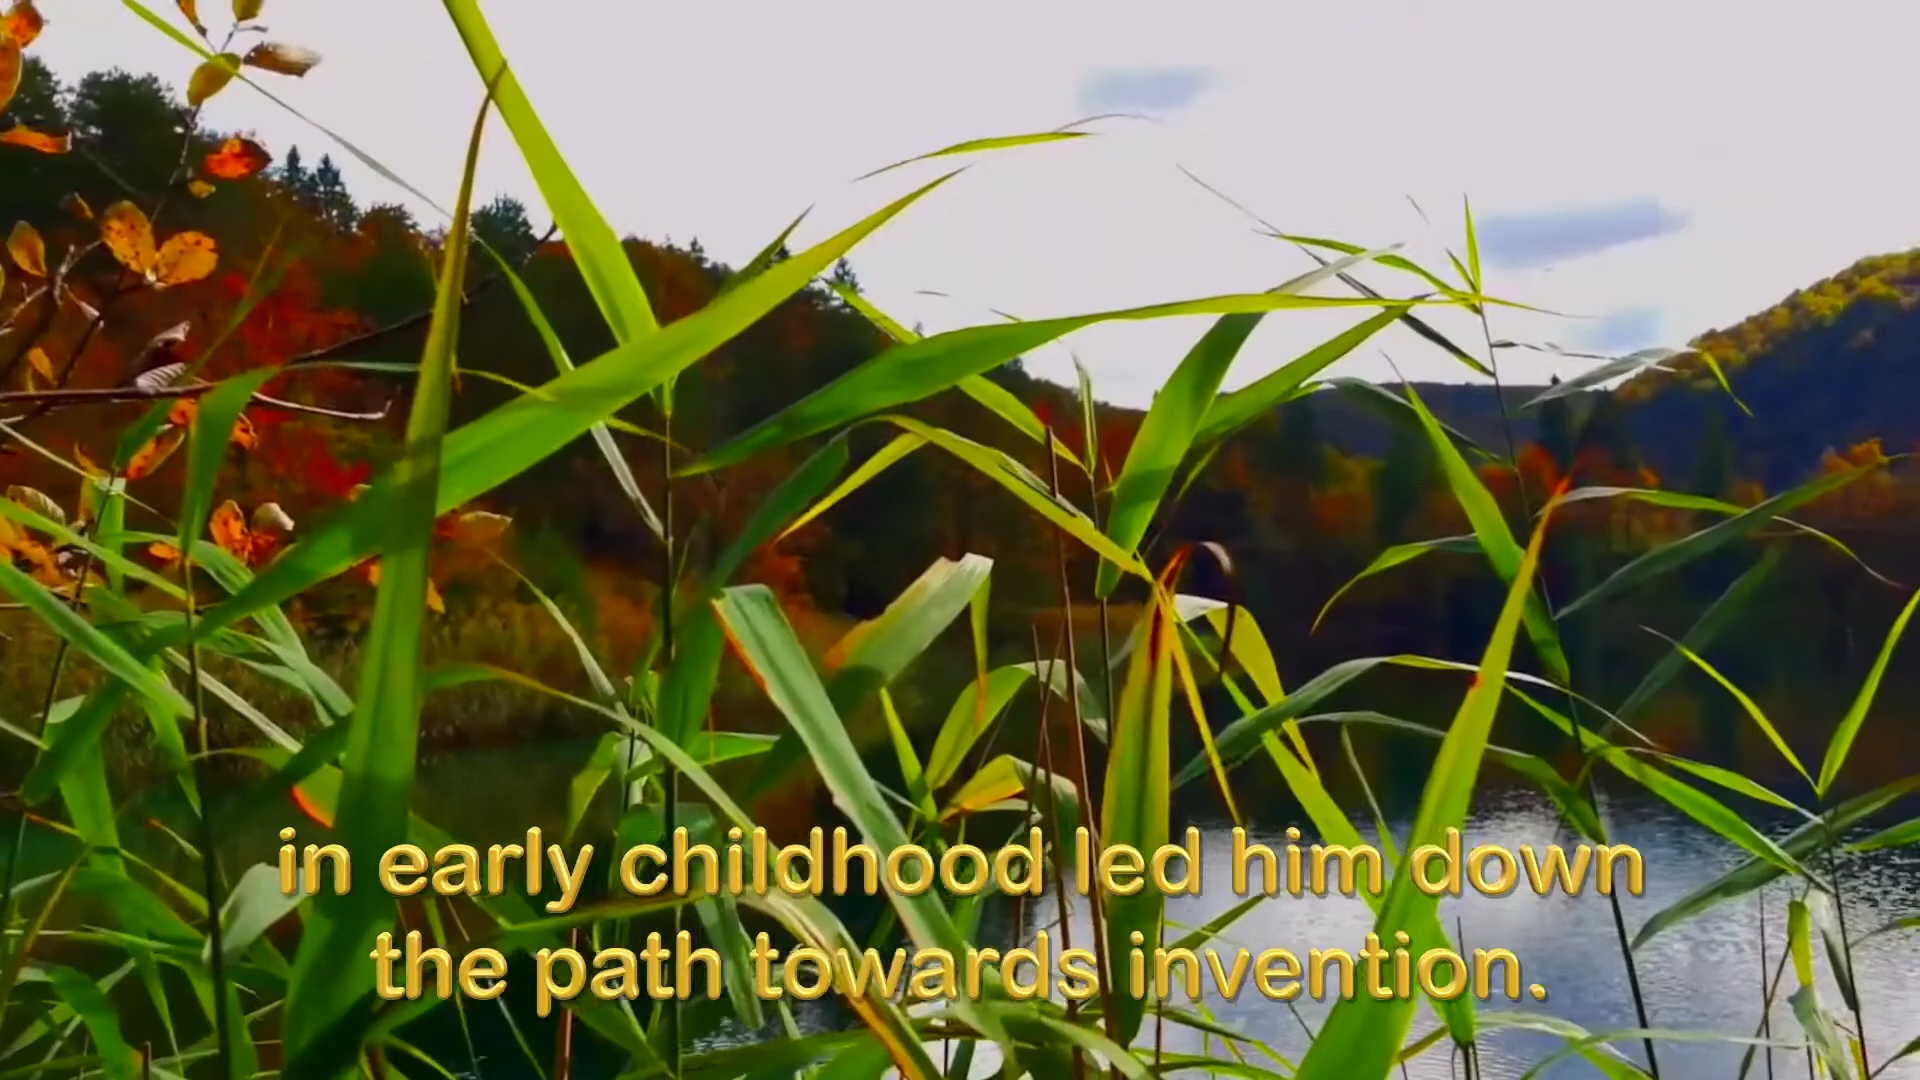 in early childhood led him down
the path towards invention.